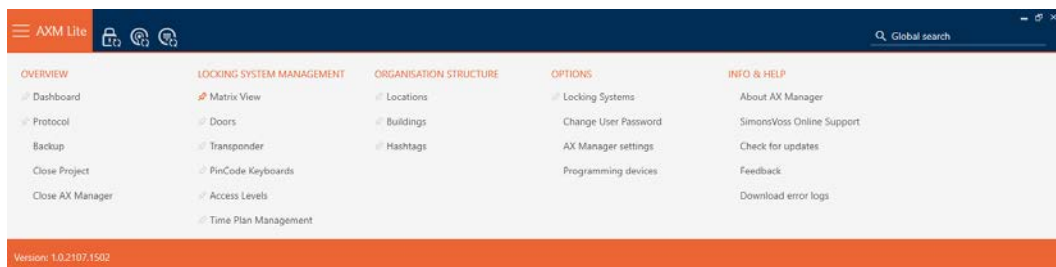 AXM Lite
Global search
OVERVIEW
Dashboard
Protocol
Backup
Close Project
Close AX Manager
LOCKING SYSTEM MANAGEMENT
Matrix View
Doors
Transponder
PinCode Keyboards
Access Levels
Time Plan Management
ORGANISATION STRUCTURE
Locations
Buildings
Hashtags
OPTIONS
Locking Systems
Change User Password
AX Manager settings
Programming devices
INFO & HELP
About AX Manager
SimonsVoss Online Support
Check for updates
Feedback
Download error logs
Version: 1.0.2107.1502